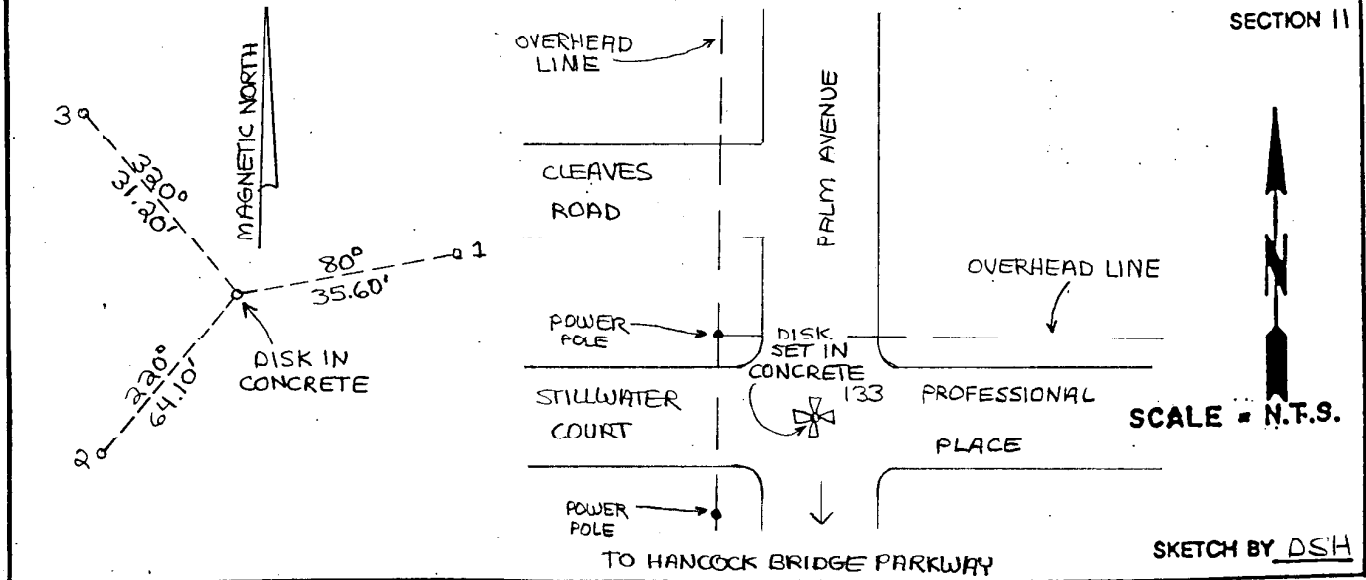 SECTION 11
OVERHEAD
LINE
MAGNETIC NORTH
PALM AVENUE
3
320°
31.20'
CLEAVES
ROAD
80°
35.60'
1
OVERHEAD LINE
N
POWER
POLE
DISK
SET IN
CONCRETE
133
DISK IN
CONCRETE
220°
64.10'
2
STILLWATER
COURT
PROFESSIONAL
PLACE
SCALE = N.T.S.
POWER
POLE
TO HANCOCK BRIDGE PARKWAY
SKETCH BY DSH